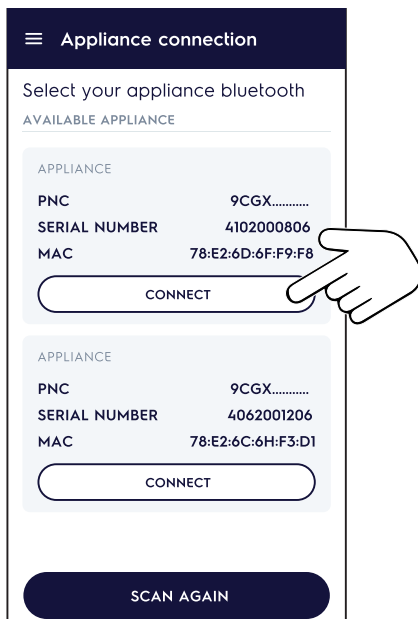 Appliance connection
Select your appliance bluetooth
AVAILABLE APPLIANCE
APPLIANCE
PNC 9CGX...........
SERIAL NUMBER 4102000806
MAC 78:E2:6D:6F:F9:F8
CONNECT
APPLIANCE
PNC 9CGX...........
SERIAL NUMBER 4062001206
MAC 78:E2:6C:6H:F3:D1
CONNECT
SCAN AGAIN